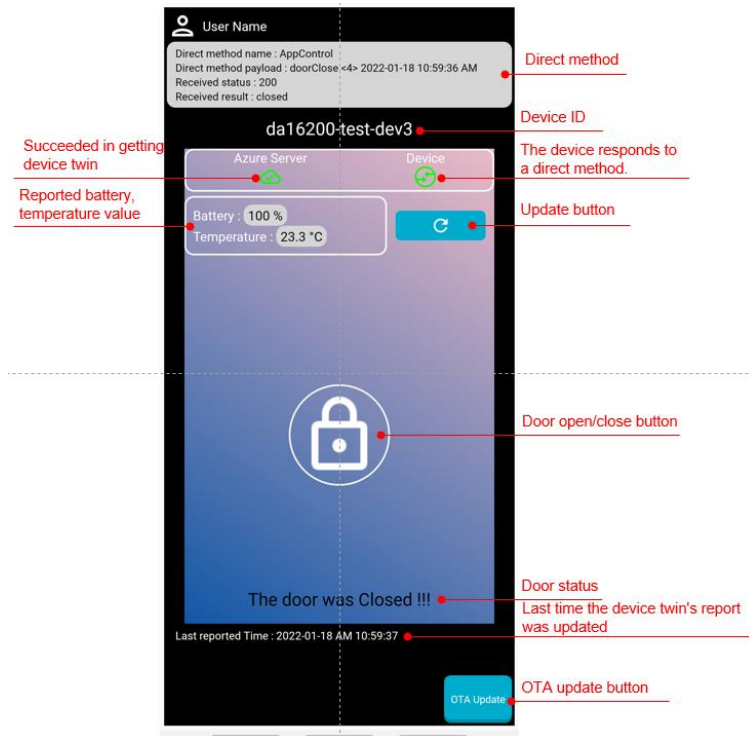 User Name
Direct method name : AppControl
Direct method payload : doorClose <4> 2022-01-18 10:59:36 AM
Received status : 200
Received result : closed
Direct method
da16200-test-dev3
Device ID
Succeeded in getting
device twin
Azure Server
Device
The device responds to
a direct method.
Reported battery,
temperature value
Battery : 100 %
Temperature : 23.3 °C
Update button
Door open/close button
The door was Closed !!!
Door status
Last reported Time : 2022-01-18 AM 10:59:37
Last time the device twin's report
was updated
OTA Update
OTA update button